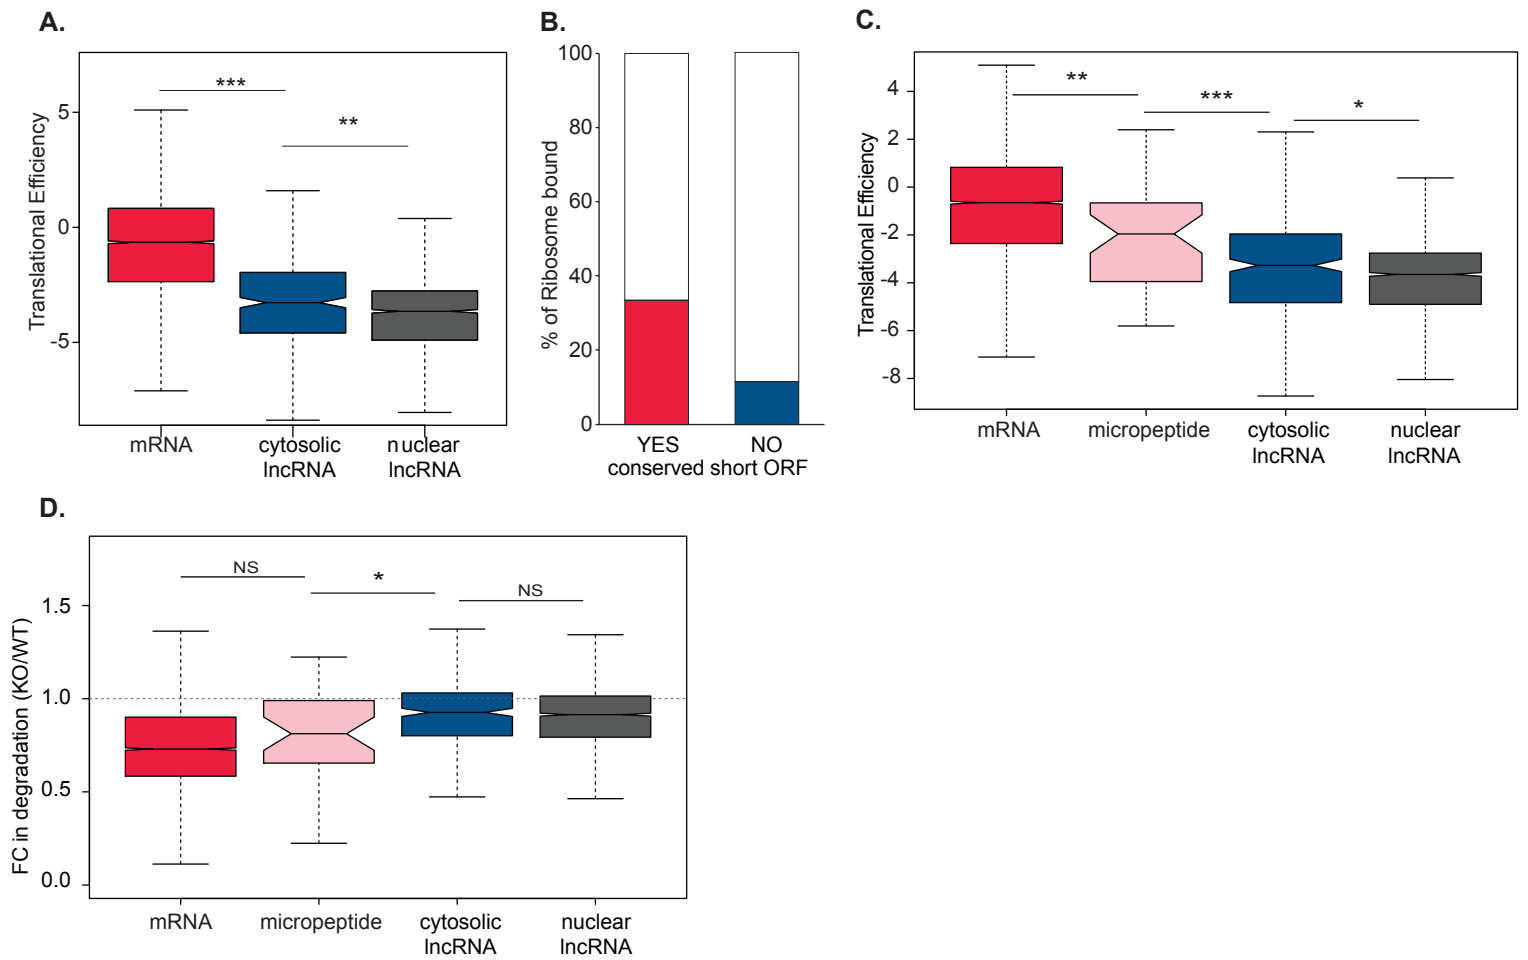 A.
Translational Efficiency
5
0
-5
***
**
mRNA
cytosolic
lncRNA
nuclear
lncRNA
B.
% of Ribosome bound
100
80
60
40
20
0
YES
NO
conserved short ORF
C.
Translational Efficiency
4
2
0
-2
-4
-6
-8
**
***
*
mRNA
micropeptide
cytosolic
lncRNA
nuclear
lncRNA
D.
FC in degradation (KO/WT)
1.5
1.0
0.5
0.0
NS
*
NS
mRNA
micropeptide
cytosolic
lncRNA
nuclear
lncRNA